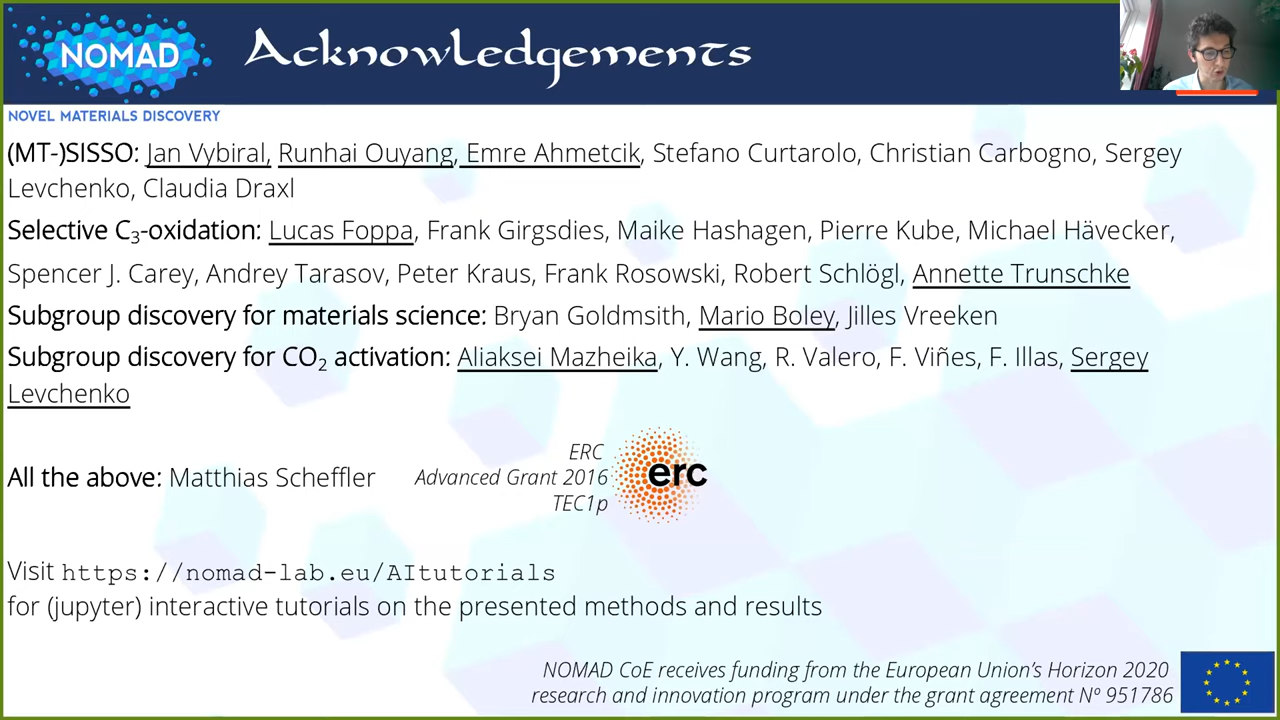 NOMAD
Acknowledgements
NOVEL MATERIALS DISCOVERY
(MT-)SISSO: Jan Vybiral, Runhai Ouyang, Emre Ahmetcik, Stefano Curtarolo, Christian Carbogno, Sergey
Levchenko, Claudia Draxl
Selective C₃-oxidation: Lucas Foppa, Frank Girgsdies, Maike Hashagen, Pierre Kube, Michael Hävecker,
Spencer J. Carey, Andrey Tarasov, Peter Kraus, Frank Rosowski, Robert Schlögl, Annette Trunschke
Subgroup discovery for materials science: Bryan Goldmsith, Mario Boley, Jilles Vreeken
Subgroup discovery for CO₂ activation: Aliaksei Mazheika, Y. Wang, R. Valero, F. Viñes, F. Illas, Sergey
Levchenko
All the above: Matthias Scheffler
ERC
Advanced Grant 2016
TEC1p
erc
Visit https://nomad-lab.eu/AItutorials
for (jupyter) interactive tutorials on the presented methods and results
NOMAD CoE receives funding from the European Union's Horizon 2020
research and innovation program under the grant agreement Nº 951786